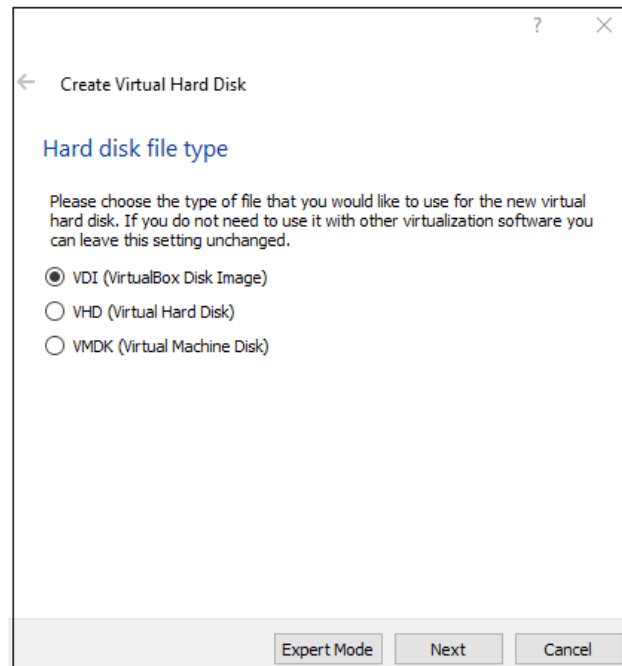 ?
Create Virtual Hard Disk
Hard disk file type
Please choose the type of file that you would like to use for the new virtual
hard disk. If you do not need to use it with other virtualization software you
can leave this setting unchanged.
VDI (VirtualBox Disk Image)
VHD (Virtual Hard Disk)
VMDK (Virtual Machine Disk)
Expert Mode Next Cancel